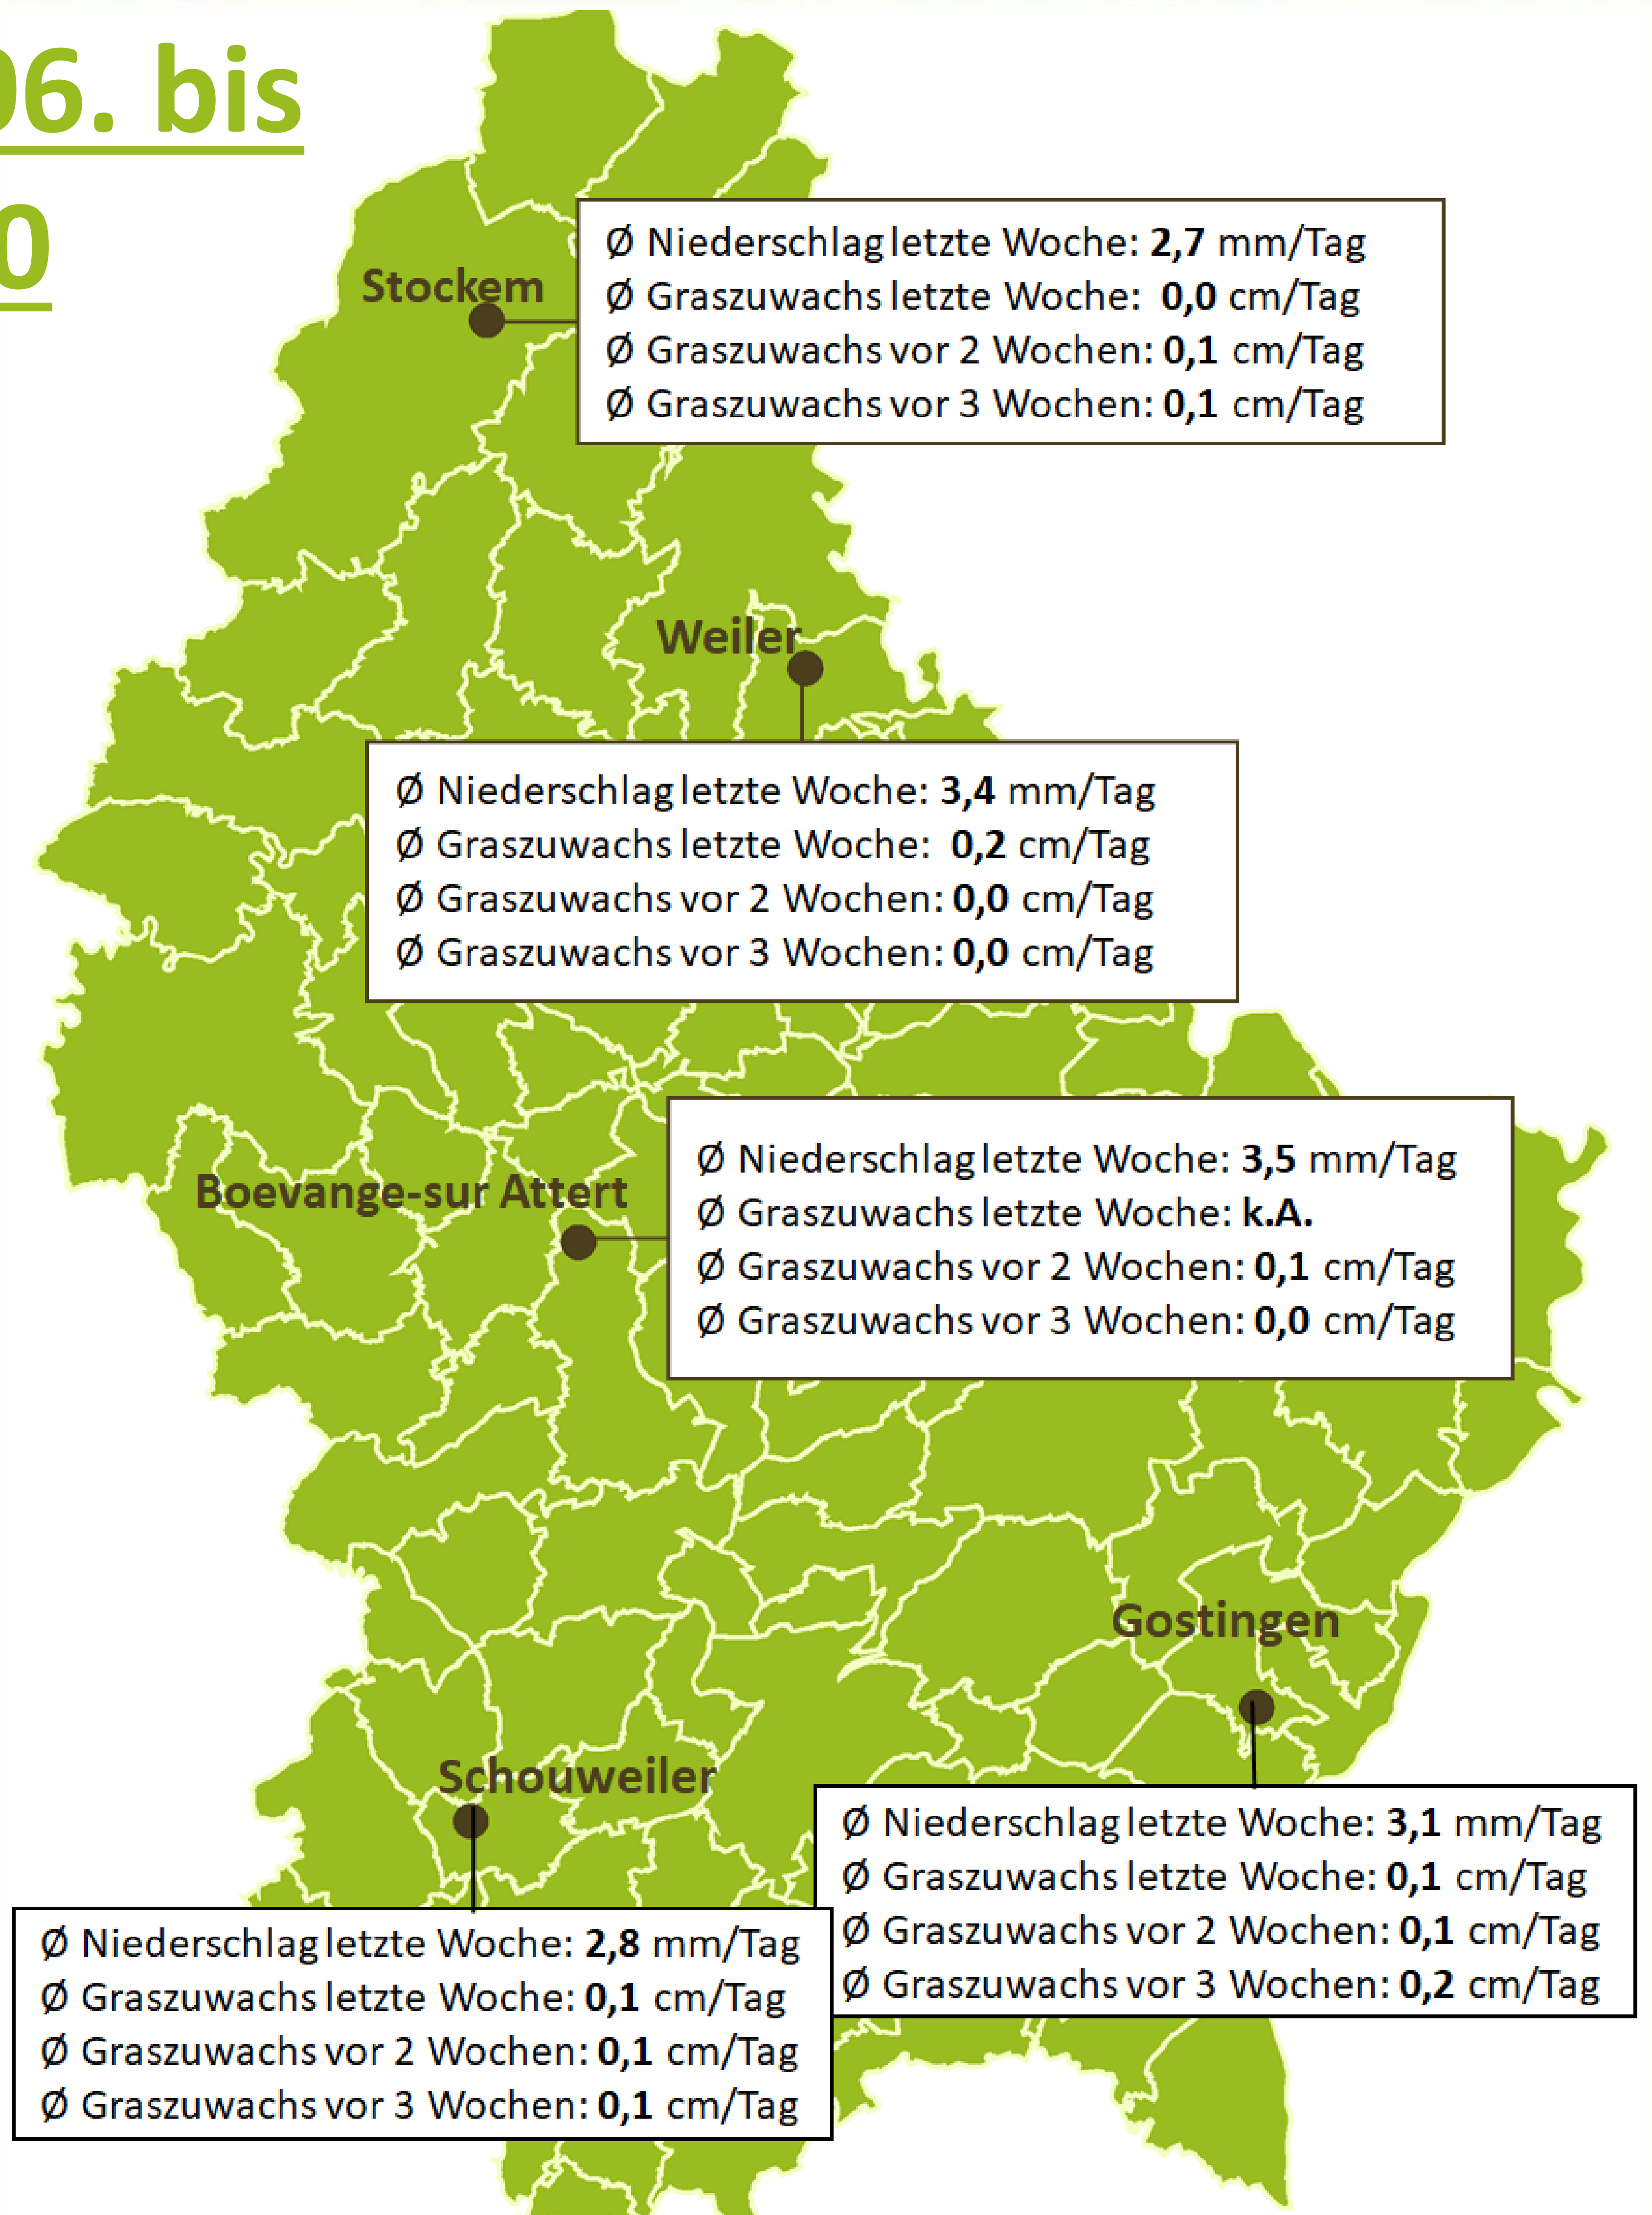 06. bis
0
Stockem
Ø Niederschlag letzte Woche: 2,7 mm/Tag
Ø Graszuwachs letzte Woche: 0,0 cm/Tag
Ø Graszuwachs vor 2 Wochen: 0,1 cm/Tag
Ø Graszuwachs vor 3 Wochen: 0,1 cm/Tag
Weiler
Ø Niederschlag letzte Woche: 3,4 mm/Tag
Ø Graszuwachs letzte Woche: 0,2 cm/Tag
Ø Graszuwachs vor 2 Wochen: 0,0 cm/Tag
Ø Graszuwachs vor 3 Wochen: 0,0 cm/Tag
Boevange-sur Attert
Ø Niederschlag letzte Woche: 3,5 mm/Tag
Ø Graszuwachs letzte Woche: k.A.
Ø Graszuwachs vor 2 Wochen: 0,1 cm/Tag
Ø Graszuwachs vor 3 Wochen: 0,0 cm/Tag
Gostingen
Ø Niederschlag letzte Woche: 3,1 mm/Tag
Ø Graszuwachs letzte Woche: 0,1 cm/Tag
Ø Graszuwachs vor 2 Wochen: 0,1 cm/Tag
Ø Graszuwachs vor 3 Wochen: 0,2 cm/Tag
Schouweiler
Ø Niederschlag letzte Woche: 2,8 mm/Tag
Ø Graszuwachs letzte Woche: 0,1 cm/Tag
Ø Graszuwachs vor 2 Wochen: 0,1 cm/Tag
Ø Graszuwachs vor 3 Wochen: 0,1 cm/Tag